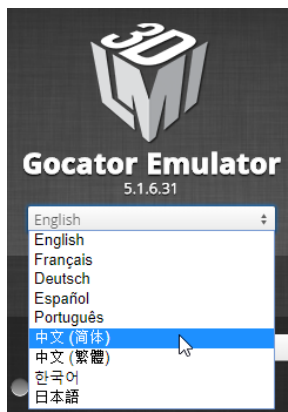 3D
LMI
Gocator Emulator
5.1.6.31
English
English
Français
Deutsch
Español
Português
中文 (简体)
中文 (繁體)
한국어
日本語